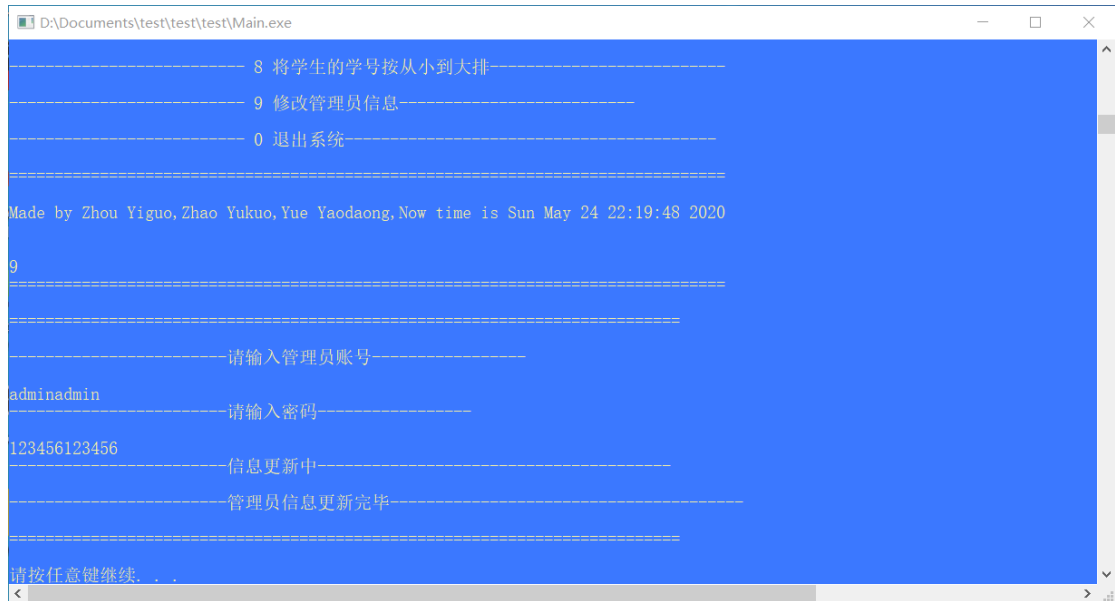 D:\Documents\test\test\test\Main.exe
-------------------------- 8 将学生的学号按从小到大排--------------------------
-------------------------- 9 修改管理员信息--------------------------
-------------------------- 0 退出系统-----------------------------------------
===============================================================================
Made by Zhou Yiguo,Zhao Yukuo,Yue Yaodaong,Now time is Sun May 24 22:19:48 2020
9
===============================================================================
==========================================================================
------------------------请输入管理员账号-----------------
adminadmin
------------------------请输入密码-----------------
123456123456
------------------------信息更新中---------------------------------------
------------------------管理员信息更新完毕---------------------------------------
==========================================================================
请按任意键继续. . .